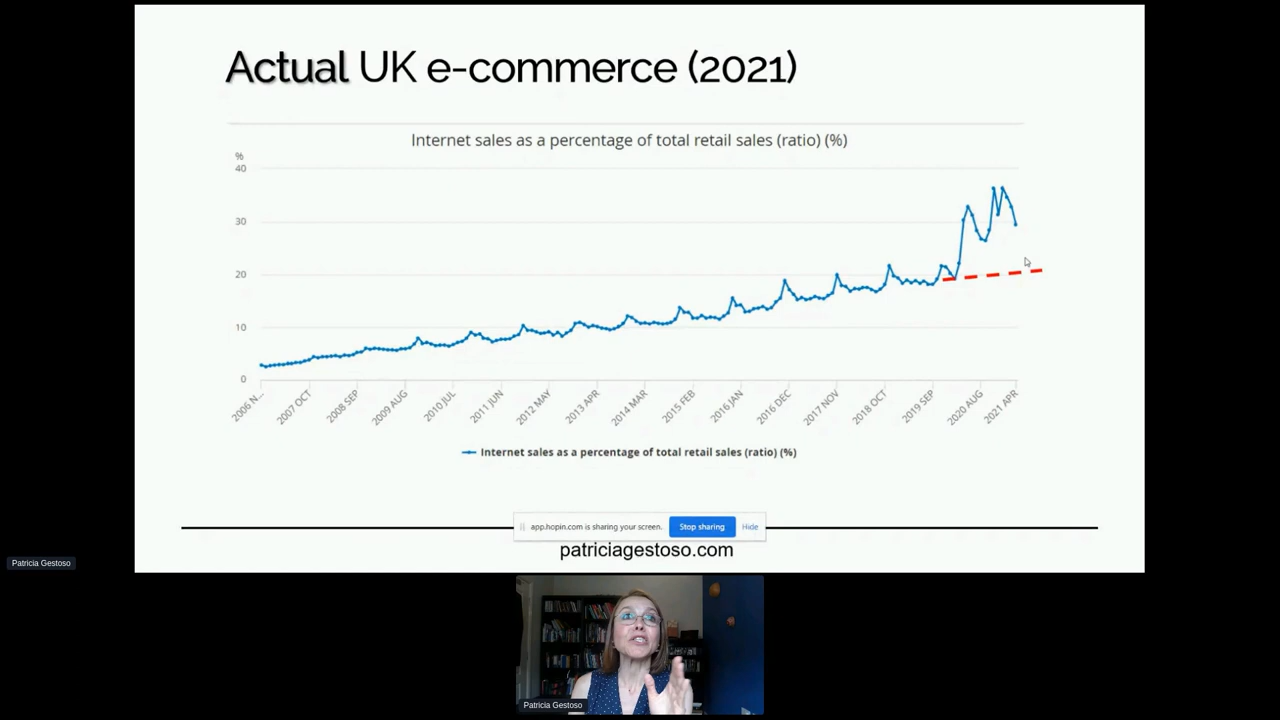 Actual UK e-commerce (2021)
Internet sales as a percentage of total retail sales (ratio) (%)
%
40
30
20
10
0
2006 N...
2007 OCT
2008 SEP
2009 AUG
2010 JUL
2011 JUN
2012 MAY
2013 APR
2014 MAR
2015 FEB
2016 JAN
2016 DEC
2017 NOV
2018 OCT
2019 SEP
2020 AUG
2021 APR
Internet sales as a percentage of total retail sales (ratio) (%)
app.hopin.com is sharing your screen. Stop sharing Hide
patriciagestoso.com
Patricia Gestoso
Patricia Gestoso